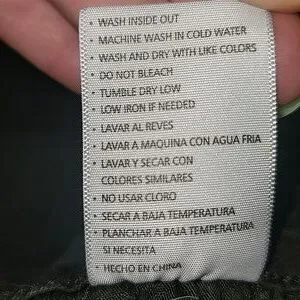 • WASH INSIDE OUT
• MACHINE WASH IN COLD WATER
• WASH AND DRY WITH LIKE COLORS
• DO NOT BLEACH
• TUMBLE DRY LOW
• LOW IRON IF NEEDED
• LAVAR AL REVES
• LAVAR A MAQUINA CON AGUA FRIA
• LAVAR Y SECAR CON
COLORES SIMILARES
• NO USAR CLORO
• SECAR A BAJA TEMPERATURA
• PLANCHAR A BAJA TEMPERATURA
SI NECESITA
• HECHO EN CHINA